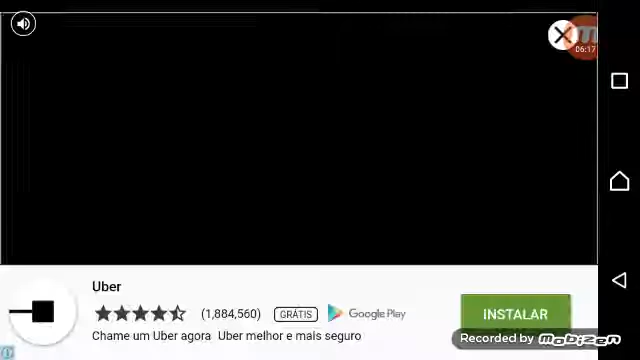 06:17
Uber
(1,884,560) GRÁTIS Google Play
Chame um Uber agora Uber melhor e mais seguro
INSTALAR
Recorded by MOBIZEN